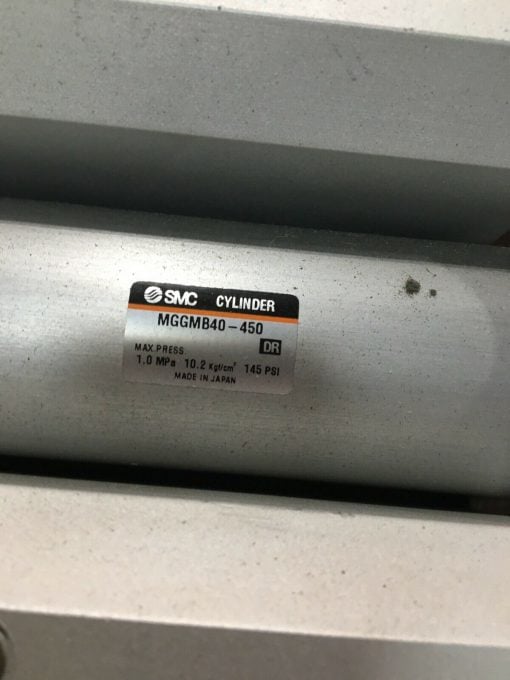 SMC CYLINDER
MGGMB40-450
DR
MAX.PRESS.
1.0 MPa 10.2 Kgf/cm² 145 PSI
MADE IN JAPAN